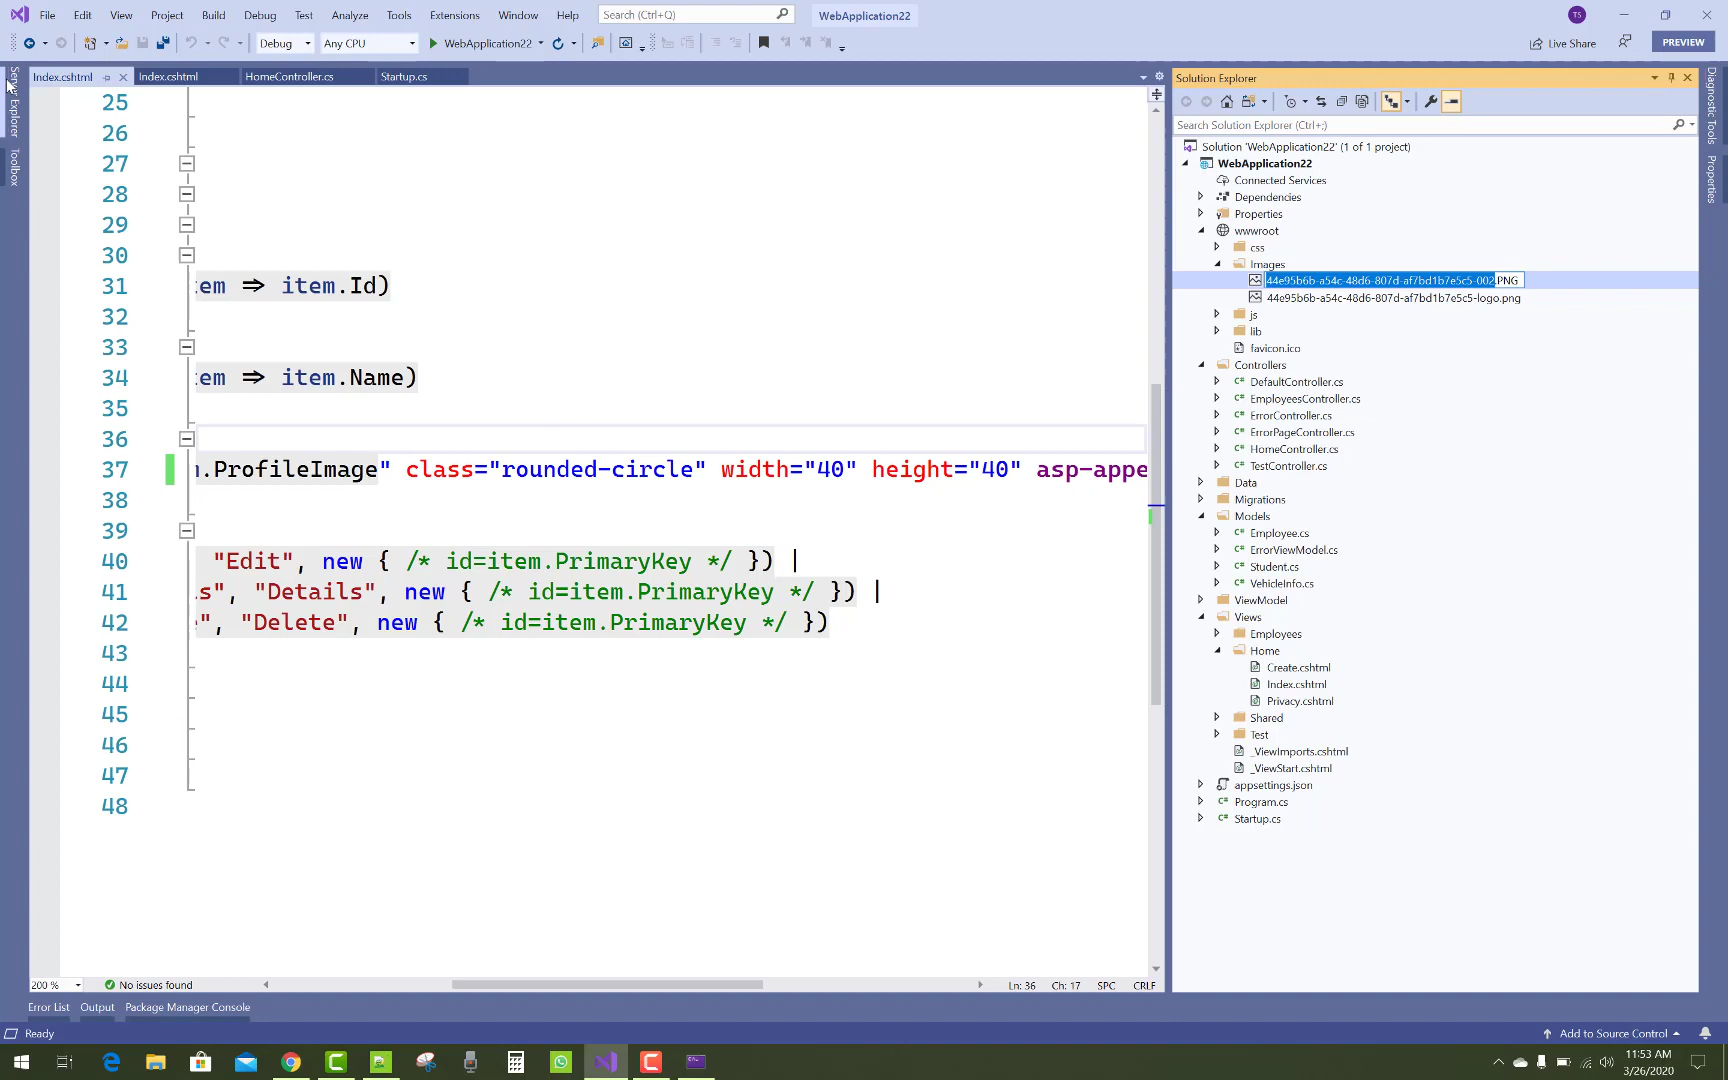 File Edit View Project Build Debug Test Analyze Tools Extensions Window Help Search (Ctrl+Q) WebApplication22 TS
Debug Any CPU WebApplication22 Live Share PREVIEW
Index.cshtml Index.cshtml HomeController.cs Startup.cs
Server Explorer
Toolbox
25
26
27
28
29
30
31 em => item.Id)
32
33
34 em => item.Name)
35
36
37 .ProfileImage" class="rounded-circle" width="40" height="40" asp-appe
38
39
40 "Edit", new { /* id=item.PrimaryKey */ }) |
41 s", "Details", new { /* id=item.PrimaryKey */ }) |
42 ", "Delete", new { /* id=item.PrimaryKey */ })
43
44
45
46
47
48
200 % No issues found Ln: 36 Ch: 17 SPC CRLF
Error List Output Package Manager Console
Solution Explorer
Search Solution Explorer (Ctrl+;)
Solution 'WebApplication22' (1 of 1 project)
WebApplication22
Connected Services
Dependencies
Properties
wwwroot
css
Images
44e95b6b-a54c-48d6-807d-af7bd1b7e5c5-002.PNG
44e95b6b-a54c-48d6-807d-af7bd1b7e5c5-logo.png
js
lib
favicon.ico
Controllers
DefaultController.cs
EmployeesController.cs
ErrorController.cs
ErrorPageController.cs
HomeController.cs
TestController.cs
Data
Migrations
Models
Employee.cs
ErrorViewModel.cs
Student.cs
VehicleInfo.cs
ViewModel
Views
Employees
Home
Create.cshtml
Index.cshtml
Privacy.cshtml
Shared
Test
_ViewImports.cshtml
_ViewStart.cshtml
appsettings.json
Program.cs
Startup.cs
Diagnostic Tools
Properties
Ready Add to Source Control
11:53 AM
3/26/2020